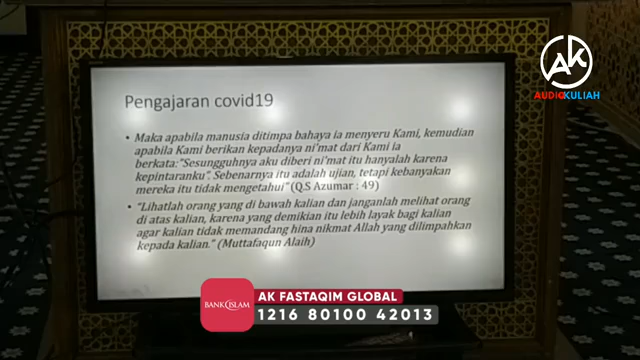 AK
AUDIOKULIAH
Pengajaran covid19
• Maka apabila manusia ditimpa bahaya ia menyeru Kami, kemudian
apabila Kami berikan kepadanya ni'mat dari Kami ia
berkata:"Sesungguhnya aku diberi ni'mat itu hanyalah karena
kepintaranku". Sebenarnya itu adalah ujian, tetapi kebanyakan
mereka itu tidak mengetahui" (Q.S Azumar : 49)
• "Lihatlah orang yang di bawah kalian dan janganlah melihat orang
di atas kalian, karena yang demikian itu lebih layak bagi kalian
agar kalian tidak memandang hina nikmat Allah yang dilimpahkan
kepada kalian." (Muttafaqun Alaih)
BANK ISLAM
AK FASTAQIM GLOBAL
1216 80100 42013